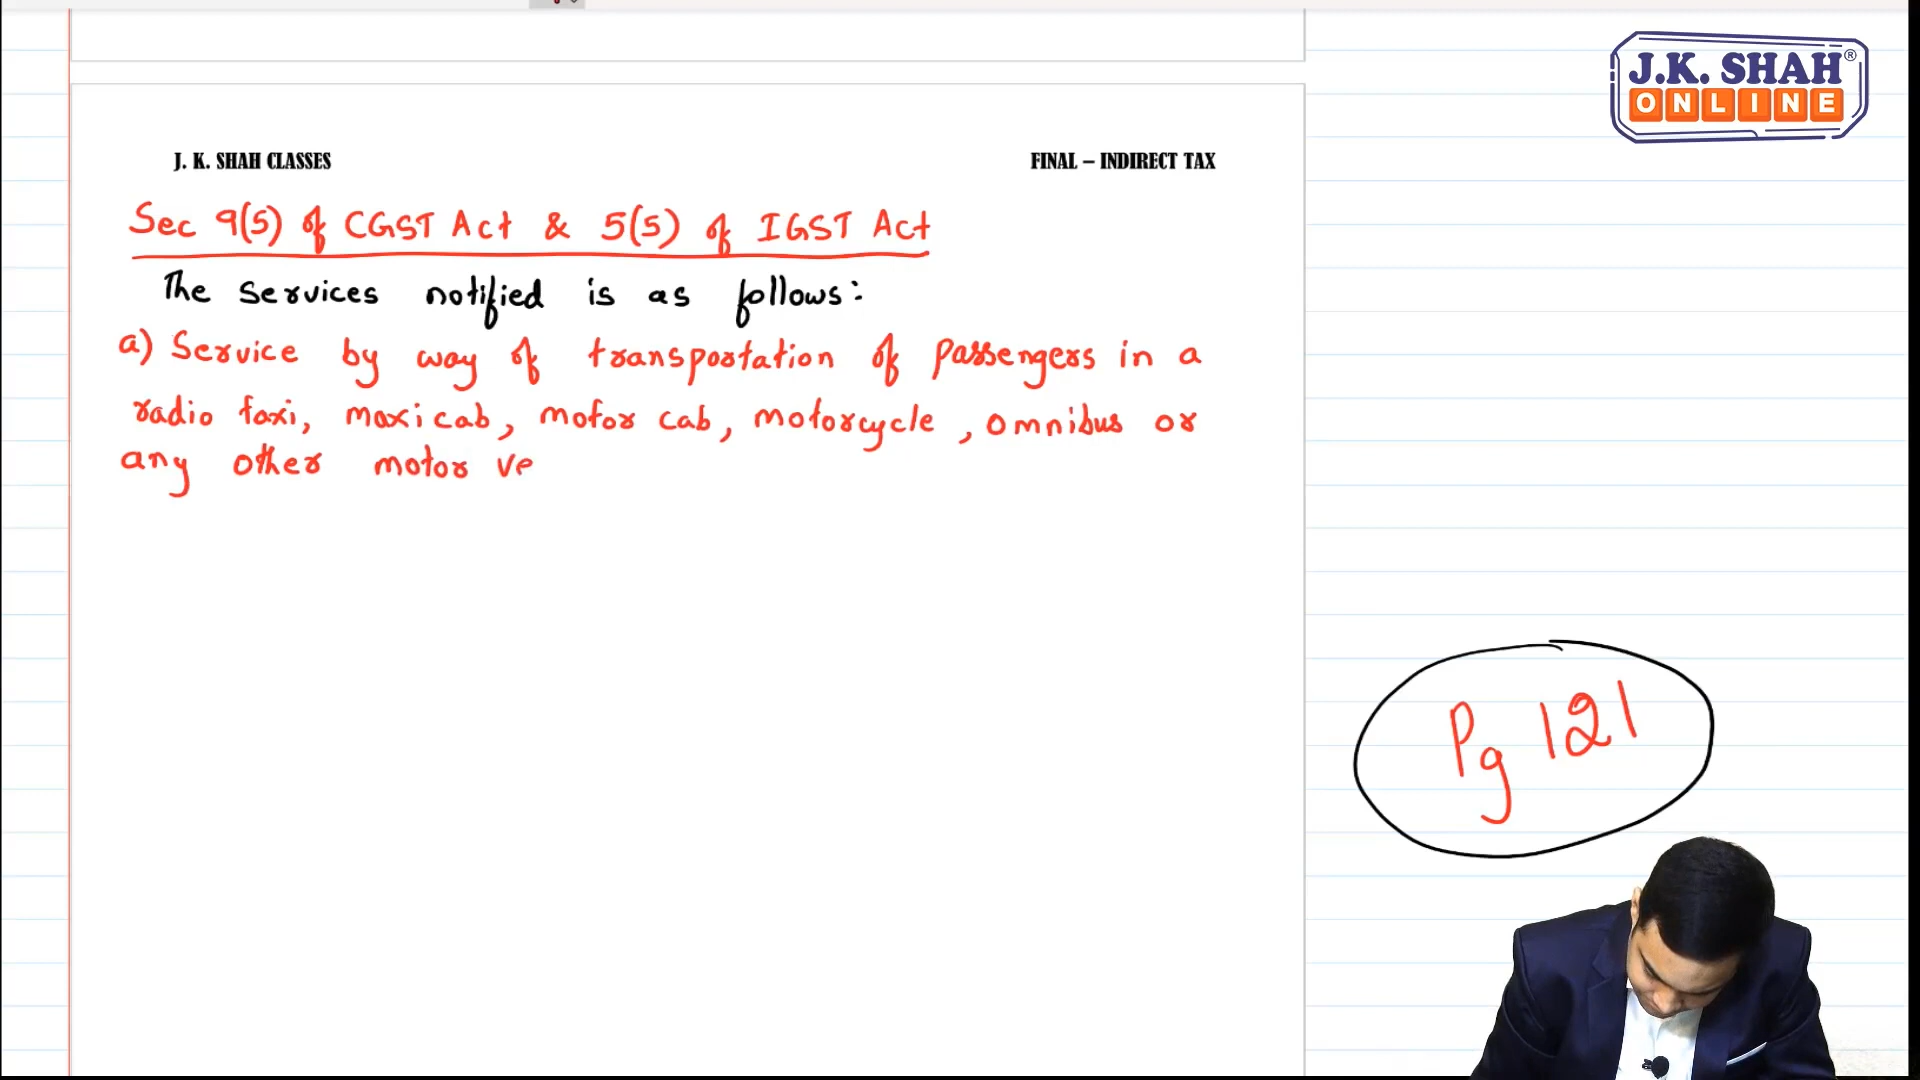 J.K. SHAH®
ONLINE
J. K. SHAH CLASSES
FINAL – INDIRECT TAX
Sec 9(5) of CGST Act & 5(5) of IGST Act
The Services notified is as follows:
a) Service by way of transportation of passengers in a
radio taxi, maxi cab, motor cab, motorcycle, omnibus or
any other motor ve
Pg 121